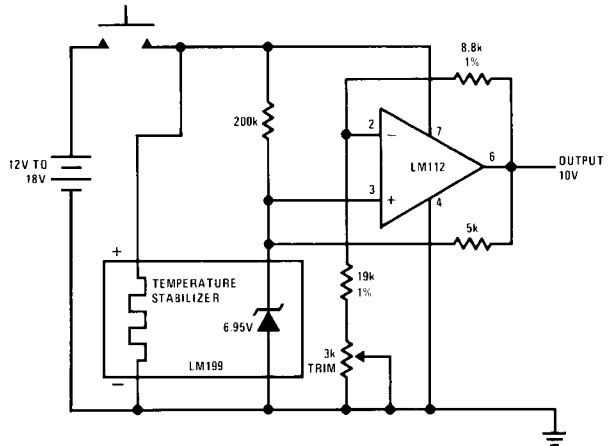 8.8k
1%
200k
2
−
7
12V TO
18V
LM112
6
OUTPUT
10V
3
+
4
5k
+
TEMPERATURE
STABILIZER
19k
1%
6.95V
3k
TRIM
LM199
−